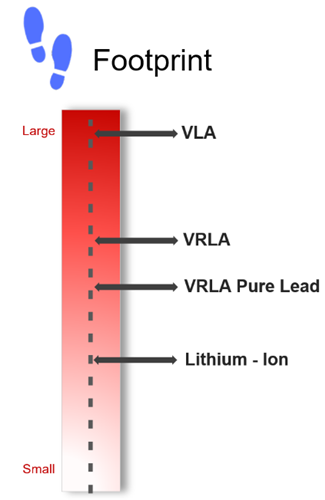 Footprint
Large
VLA
VRLA
VRLA Pure Lead
Lithium - Ion
Small